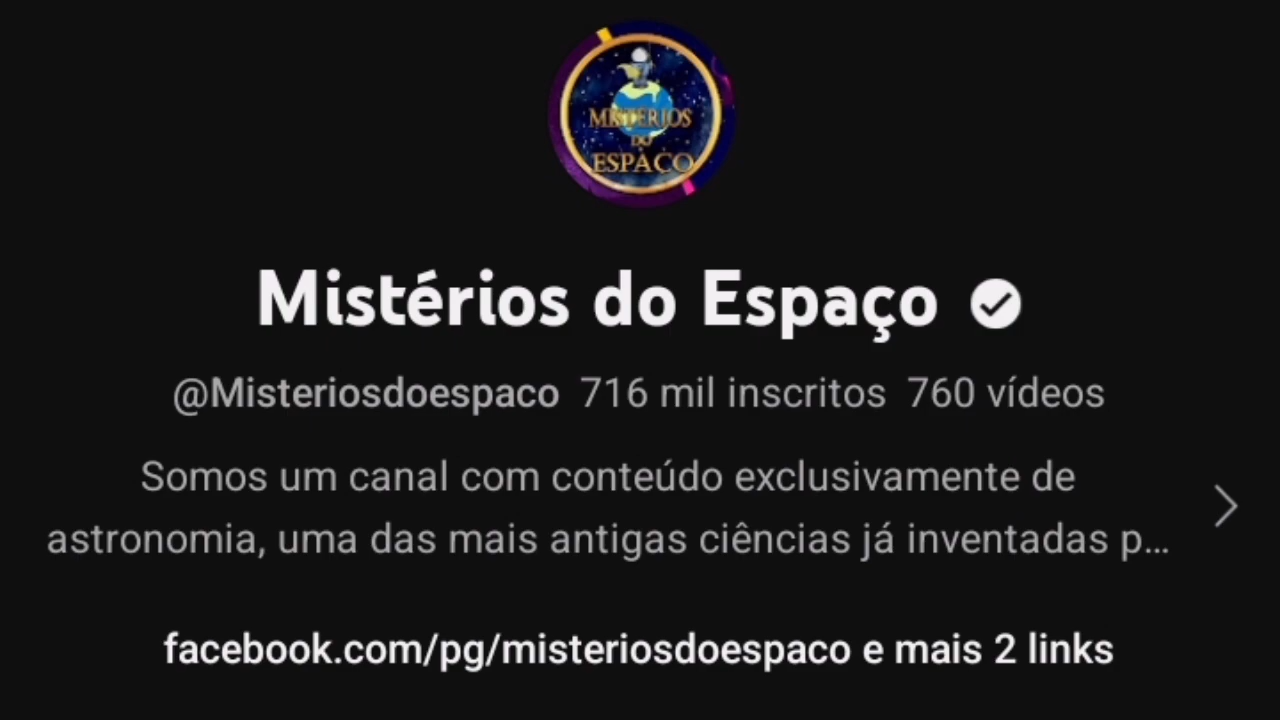 MISTÉRIOS
DO
ESPAÇO
Mistérios do Espaço
@Misteriosdoespaco 716 mil inscritos 760 vídeos
Somos um canal com conteúdo exclusivamente de
astronomia, uma das mais antigas ciências já inventadas p...
facebook.com/pg/misteriosdoespaco e mais 2 links